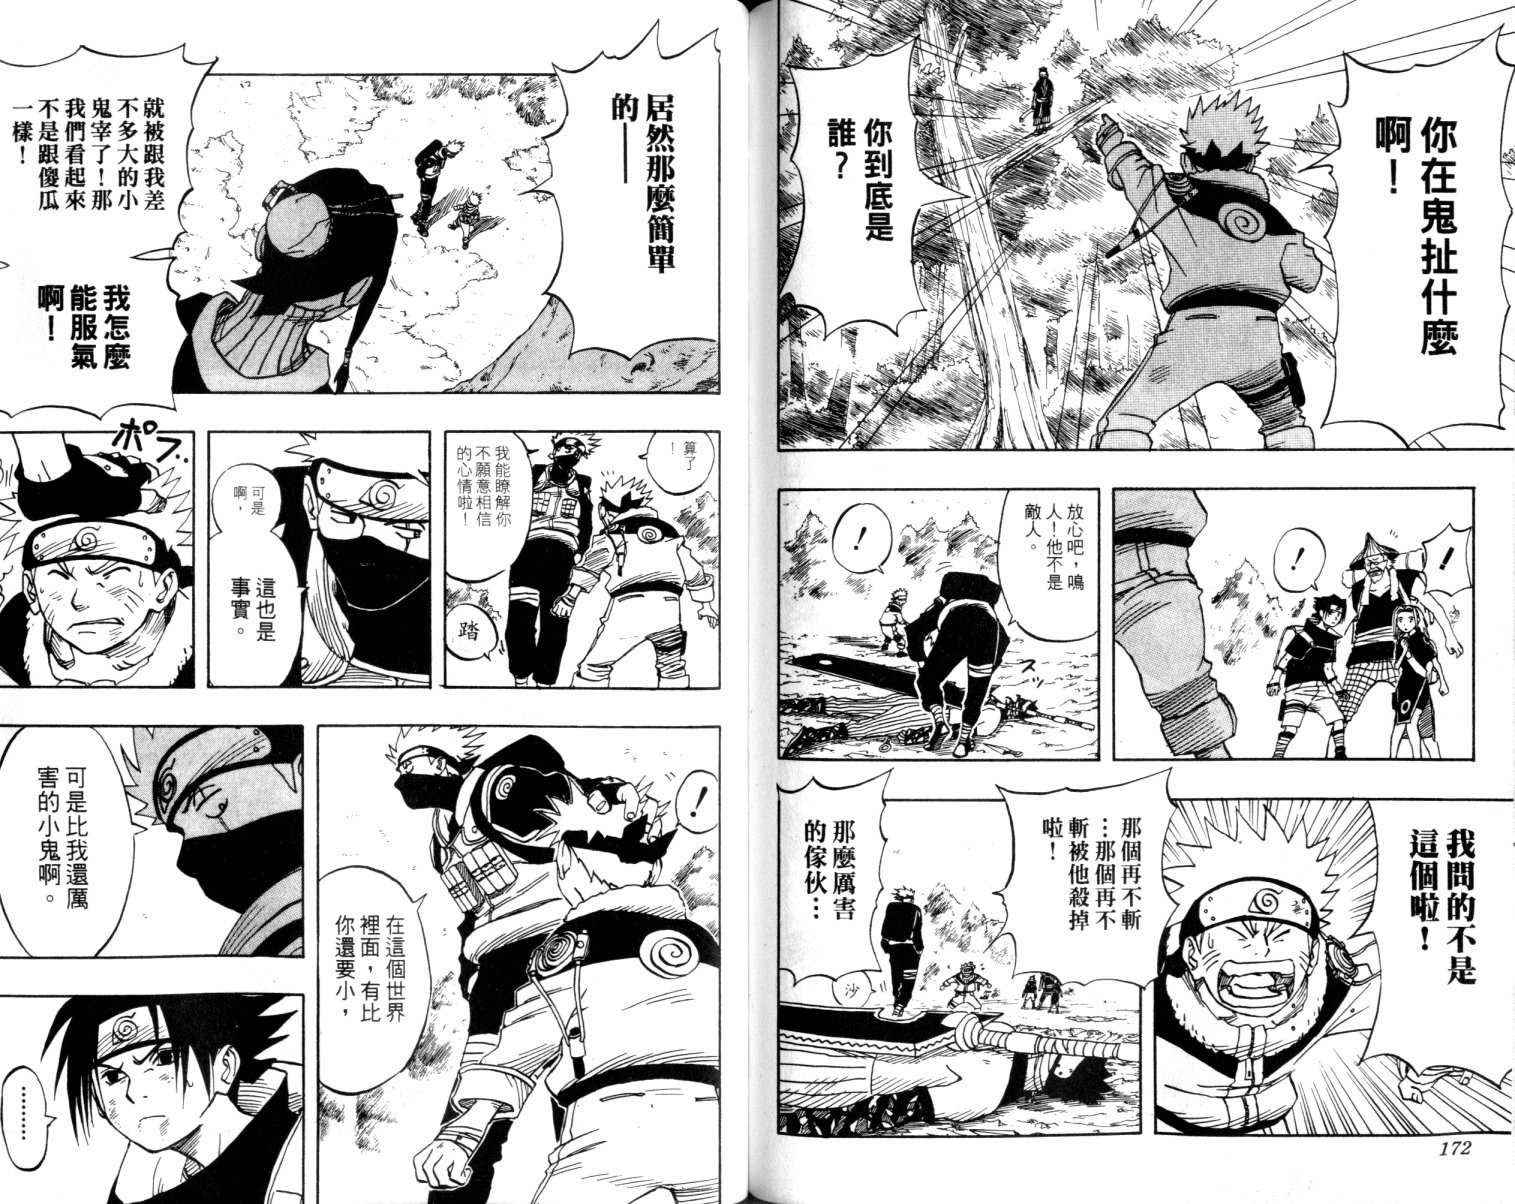 你在鬼扯什麼
啊！
你到底是
誰？
！
！
放心吧，鳴
人！他不是
敵人。
！
ズ
我問的不是
這個啦！
那個再不斬
…那個再不
斬被他殺掉
啦！
那麼厲害
的傢伙…
沙
172
居然那麼簡單
的——
就被跟我差
不多大的小
鬼宰了！那
我們看起來
不是跟傻瓜
一樣！
我怎麼
能服氣
啊！
算了
！
我能瞭解你
不願意相信
的心情啦！
踏
可是
啊，
這也是
事實。
ポフ..
！
在這個世界
裡面，有比
你還要小，
可是比我還厲
害的小鬼啊。
………